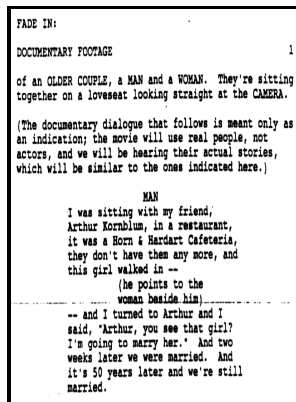 FADE IN:
DOCUMENTARY FOOTAGE 1
of an OLDER COUPLE, a MAN and a WOMAN. They're sitting
together on a loveseat looking straight at the CAMERA.
(The documentary dialogue that follows is meant only as
an indication; the movie will use real people, not
actors, and we will be hearing their actual stories,
which will be similar to the ones indicated here.)
MAN
I was sitting with my friend,
Arthur Kornblum, in a restaurant,
it was a Horn & Hardart Cafeteria,
they don't have them any more, and
this girl walked in --
(he points to the
woman beside him)
-- and I turned to Arthur and I
said, "Arthur, you see that girl?
I'm going to marry her." And two
weeks later we were married. And
it's 50 years later and we're still
married.